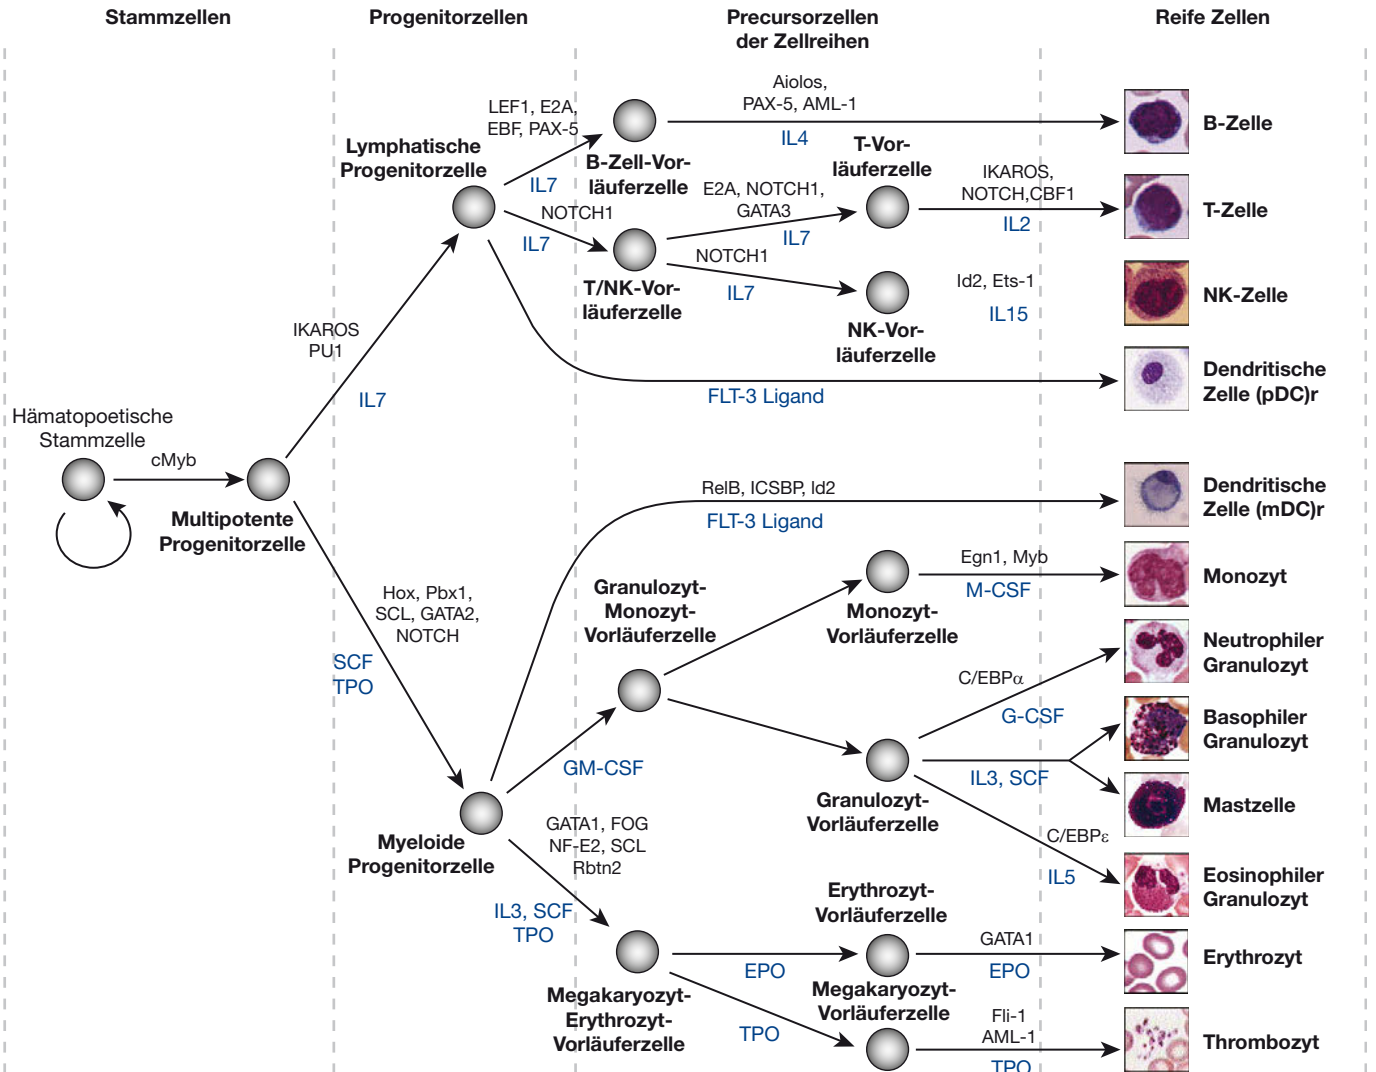 Stammzellen
Progenitorzellen
Precursorzellen
der Zellreihen
Reife Zellen
LEF1, E2A,
EBF, PAX-5
Aiolos,
PAX-5, AML-1
IL4
B-Zelle
Lymphatische
Progenitorzelle
IL7
B-Zell-Vor-
läuferzelle
T-Vor-
läuferzelle
IKAROS,
NOTCH,CBF1
IL2
T-Zelle
NOTCH1
IL7
E2A, NOTCH1,
GATA3
IL7
NOTCH1
IL7
T/NK-Vor-
läuferzelle
Id2, Ets-1
IL15
NK-Zelle
NK-Vor-
läuferzelle
IKAROS
PU1
IL7
FLT-3 Ligand
Dendritische
Zelle (pDC)r
Hämatopoetische
Stammzelle
cMyb
Multipotente
Progenitorzelle
RelB, ICSBP, Id2
FLT-3 Ligand
Dendritische
Zelle (mDC)r
Hox, Pbx1,
SCL, GATA2,
NOTCH
SCF
TPO
Granulozyt-
Monozyt-
Vorläuferzelle
Monozyt-
Vorläuferzelle
Egn1, Myb
M-CSF
Monozyt
C/EBPα
G-CSF
Neutrophiler
Granulozyt
GM-CSF
Granulozyt-
Vorläuferzelle
IL3, SCF
Basophiler
Granulozyt
Mastzelle
C/EBPε
IL5
Eosinophiler
Granulozyt
Myeloide
Progenitorzelle
GATA1, FOG
NF-E2, SCL
Rbtn2
IL3, SCF
TPO
Erythrozyt-
Vorläuferzelle
EPO
GATA1
EPO
Erythrozyt
Megakaryozyt-
Erythrozyt-
Vorläuferzelle
TPO
Megakaryozyt-
Vorläuferzelle
Fli-1
AML-1
TPO
Thrombozyt